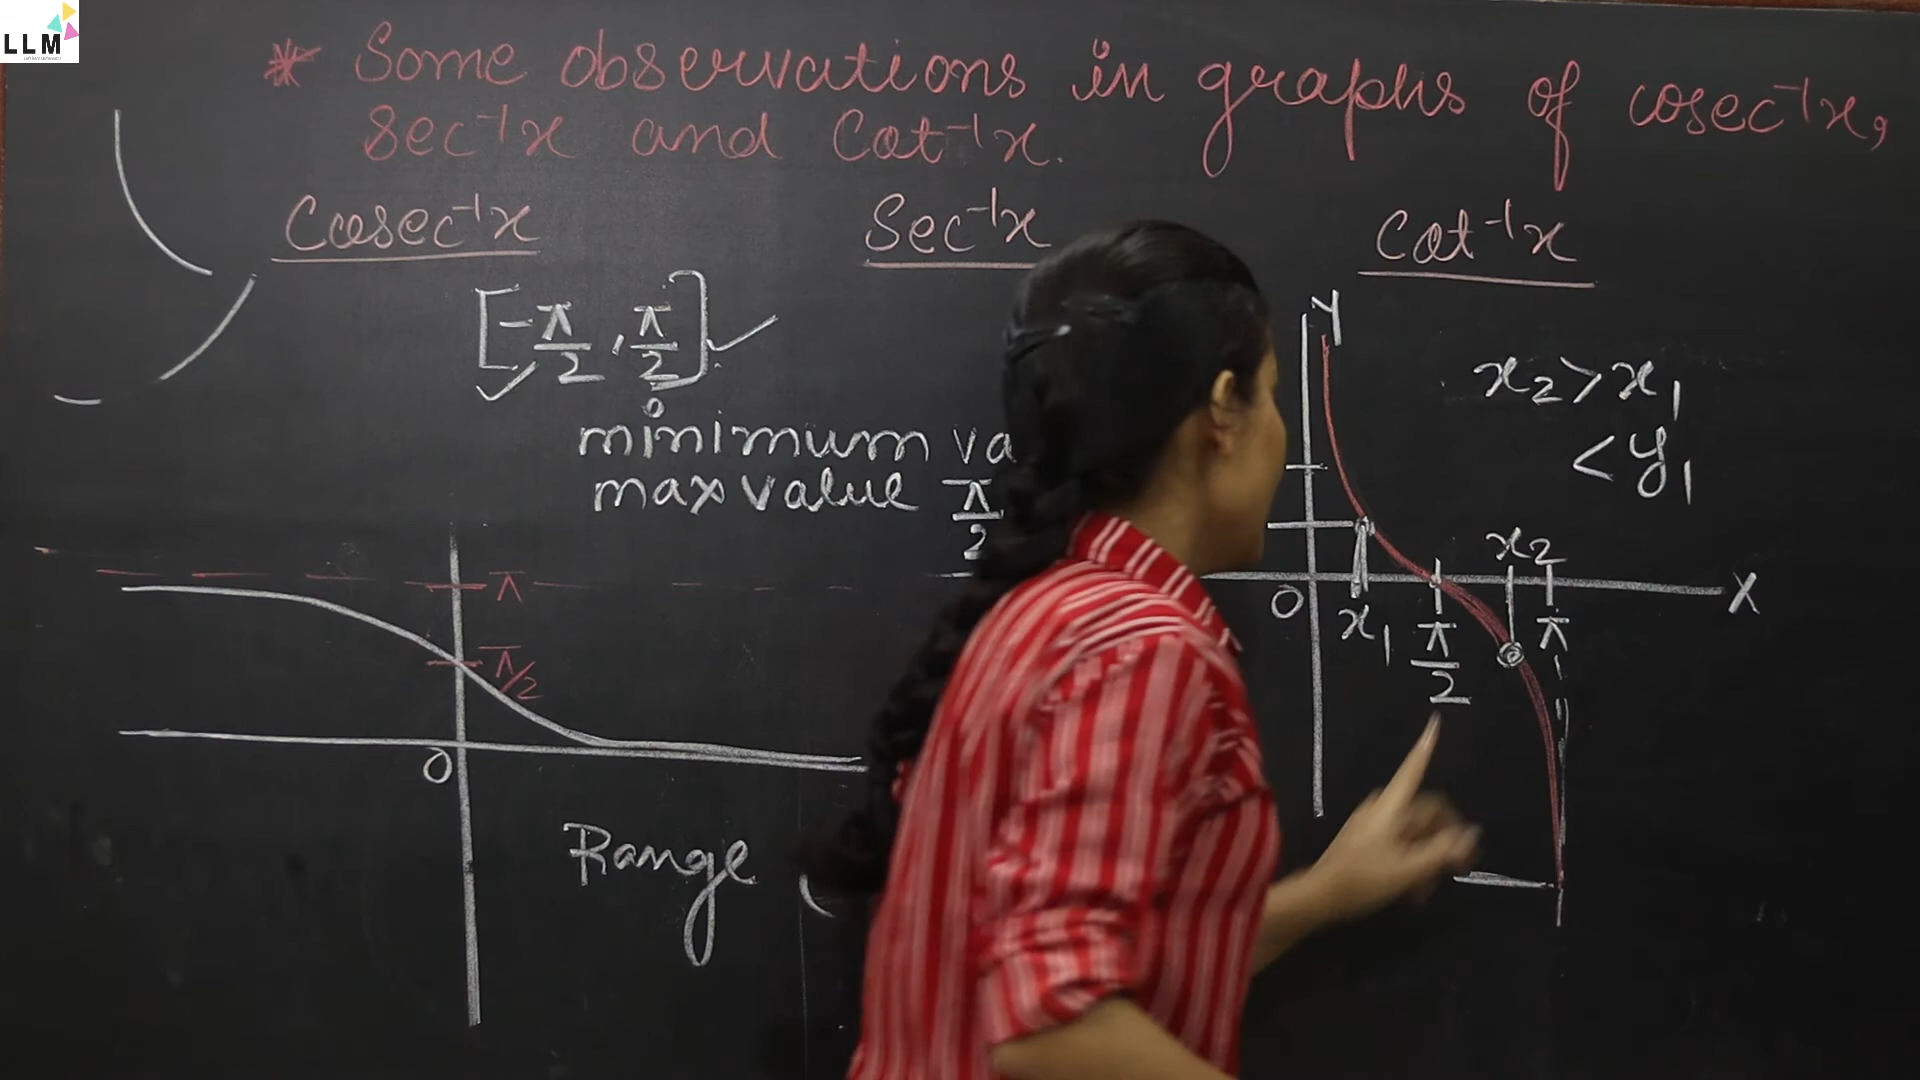 LLM
* Some observations in graphs of cosec⁻¹x,
sec⁻¹x and Cot⁻¹x.
Cosec⁻¹x
[-π/2, π/2]
0
minimum va
max value π/2
π
π/2
0
Range (
Sec⁻¹x
Cot⁻¹x
Y
x₂>x₁
<y₁
x₂
0
x₁
π/2
π
X